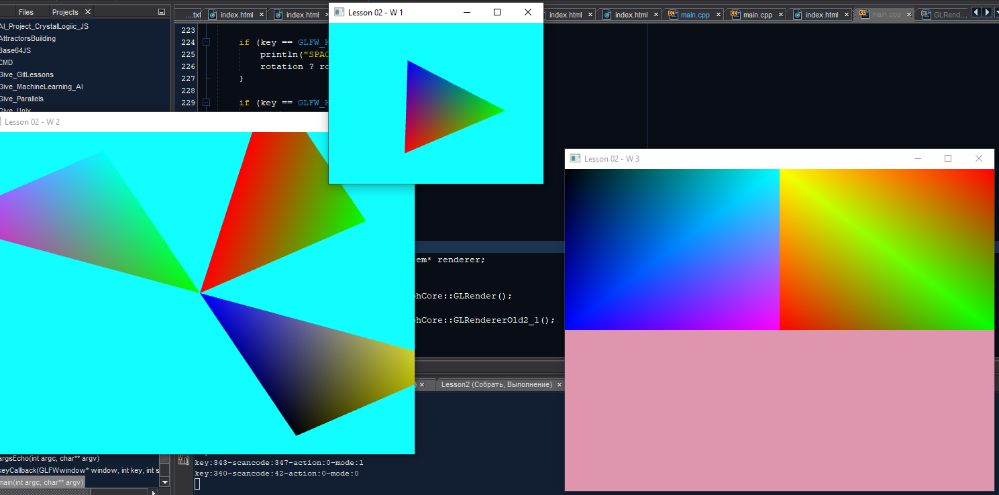 Files Projects
....txt index.html index.html index.html index.html main.cpp main.cpp index.html main.cpp GLRend...
Lesson 02 - W 1
AI_Project_CrystalLogiic_JS
AttractorsBuilding
Base64JS
CMD
Give_GitLessons
Give_MachineLearning_AI
Give_Parallels
Give_Unix
223
224 if (key == GLFW_K
225 println("SPAC
226 rotation ? ro
227 }
228
229 if (key == GLFW_K
Lesson 02 - W 2
Lesson 02 - W 3
tem* renderer;
phCore::GLRender();
phCore::GLRendererOld2_1();
) Lesson2 (Собрать, Выполнение)
argsEcho(int argc, char** argv)
keyCallback(GLFWwindow* window, int key, int s
main(int argc, char** argv)
key:343-scancode:347-action:0-mode:1
key:340-scancode:42-action:0-mode:0